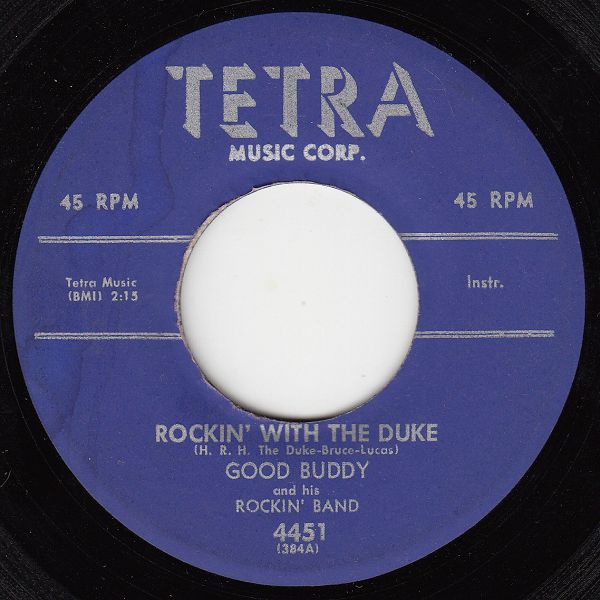 TETRA
MUSIC CORP.
45 RPM
45 RPM
Tetra Music
(BMI) 2:15
Instr.
ROCKIN' WITH THE DUKE
(H. R. H. The Duke-Bruce-Lucas)
GOOD BUDDY
and his
ROCKIN' BAND
4451
(384A)